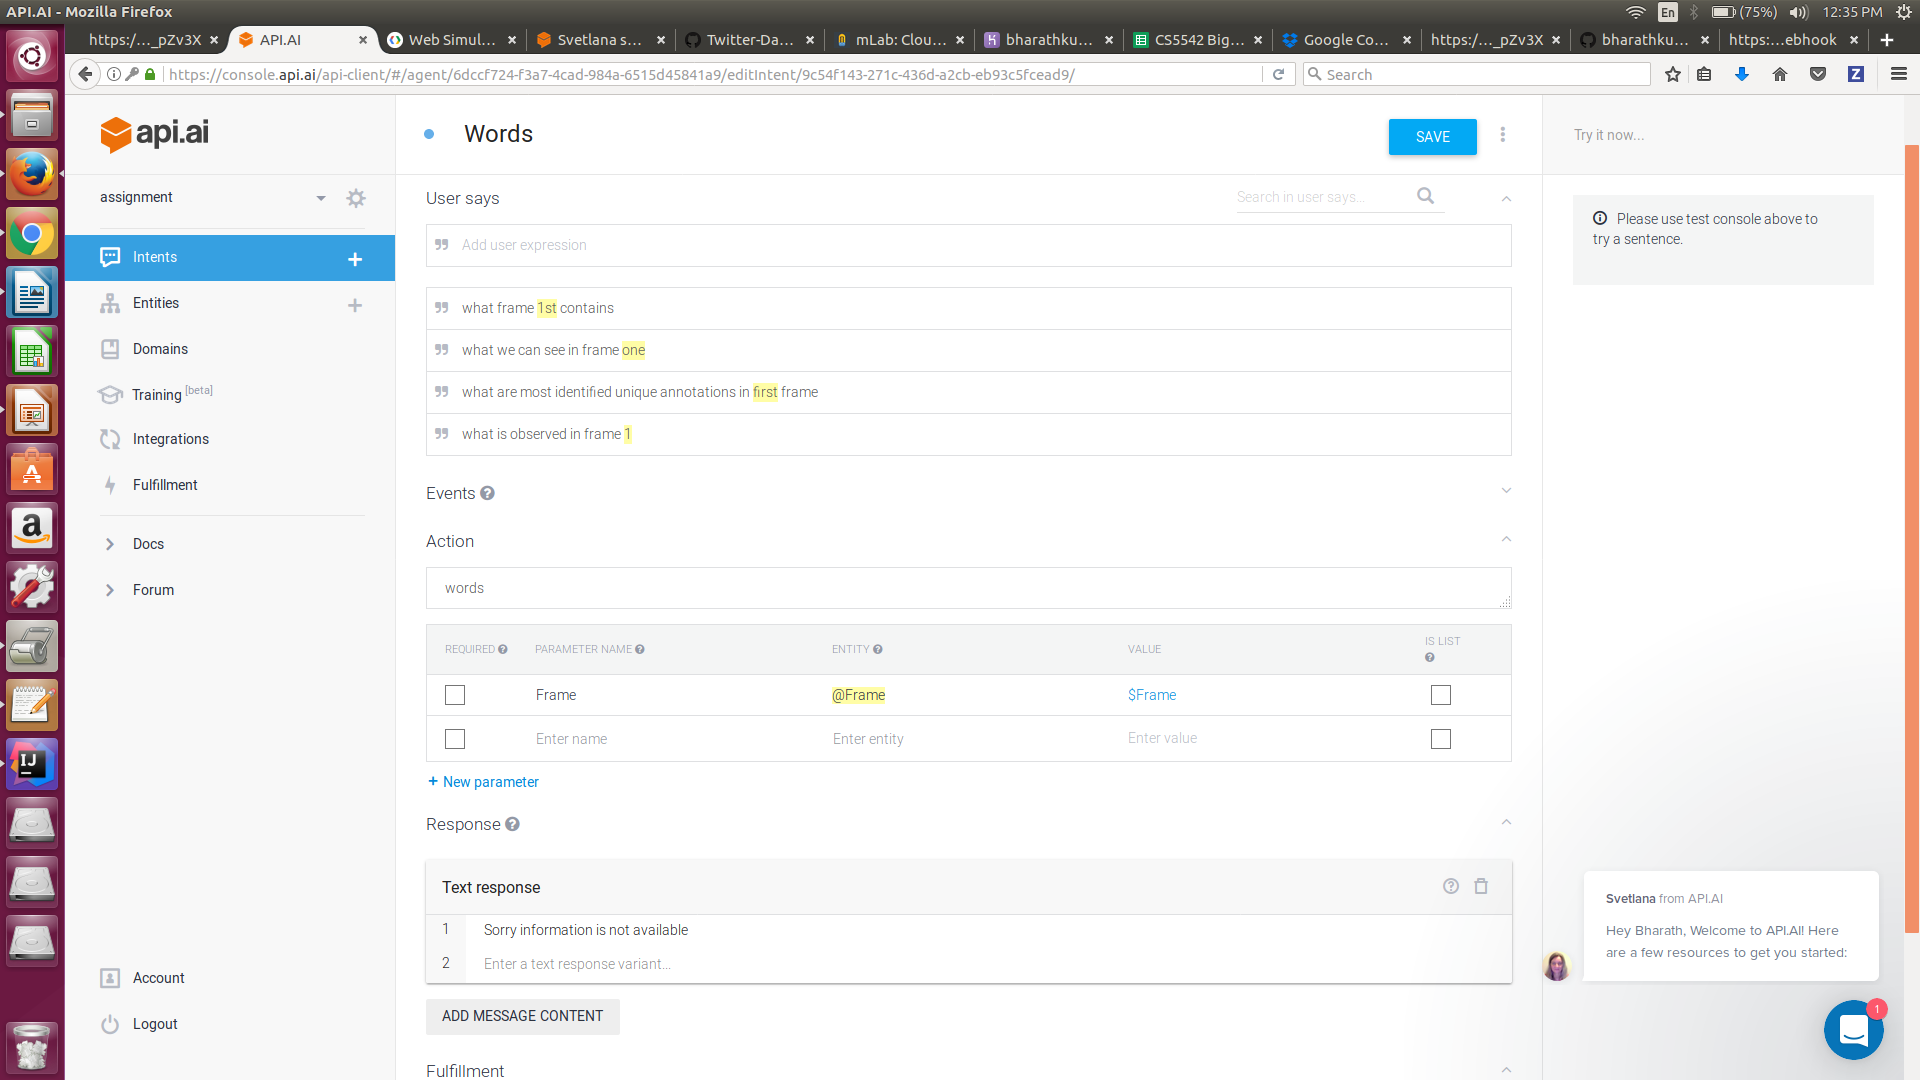 API.AI - Mozilla Firefox
En (75%) 12:35 PM
https:/..._pZv3X
API.AI
Web Simul...
Svetlana s...
Twitter-Da...
mLab: Clou...
bharathku...
CS5542 Big...
Google Co...
https:/..._pZv3X
bharathku...
https:...ebhook
https://console.api.ai/api-client/#/agent/6dccf724-f3a7-4cad-984a-6515d45841a9/editIntent/9c54f143-271c-436d-a2cb-eb93c5fcead9/
Search
Z
api.ai
Words
SAVE
Try it now...
assignment
User says
Search in user says...
Please use test console above to
try a sentence.
Add user expression
Intents
Entities
Domains
Training [beta]
Integrations
Fulfillment
Docs
Forum
Account
Logout
what frame 1st contains
what we can see in frame one
what are most identified unique annotations in first frame
what is observed in frame 1
Events
Action
words
REQUIRED PARAMETER NAME ENTITY VALUE IS LIST
Frame @Frame $Frame
Enter name Enter entity Enter value
+ New parameter
Response
Text response
1 Sorry information is not available
2 Enter a text response variant...
ADD MESSAGE CONTENT
Fulfillment
Svetlana from API.AI
Hey Bharath, Welcome to API.AI! Here
are a few resources to get you started:
1
IJ